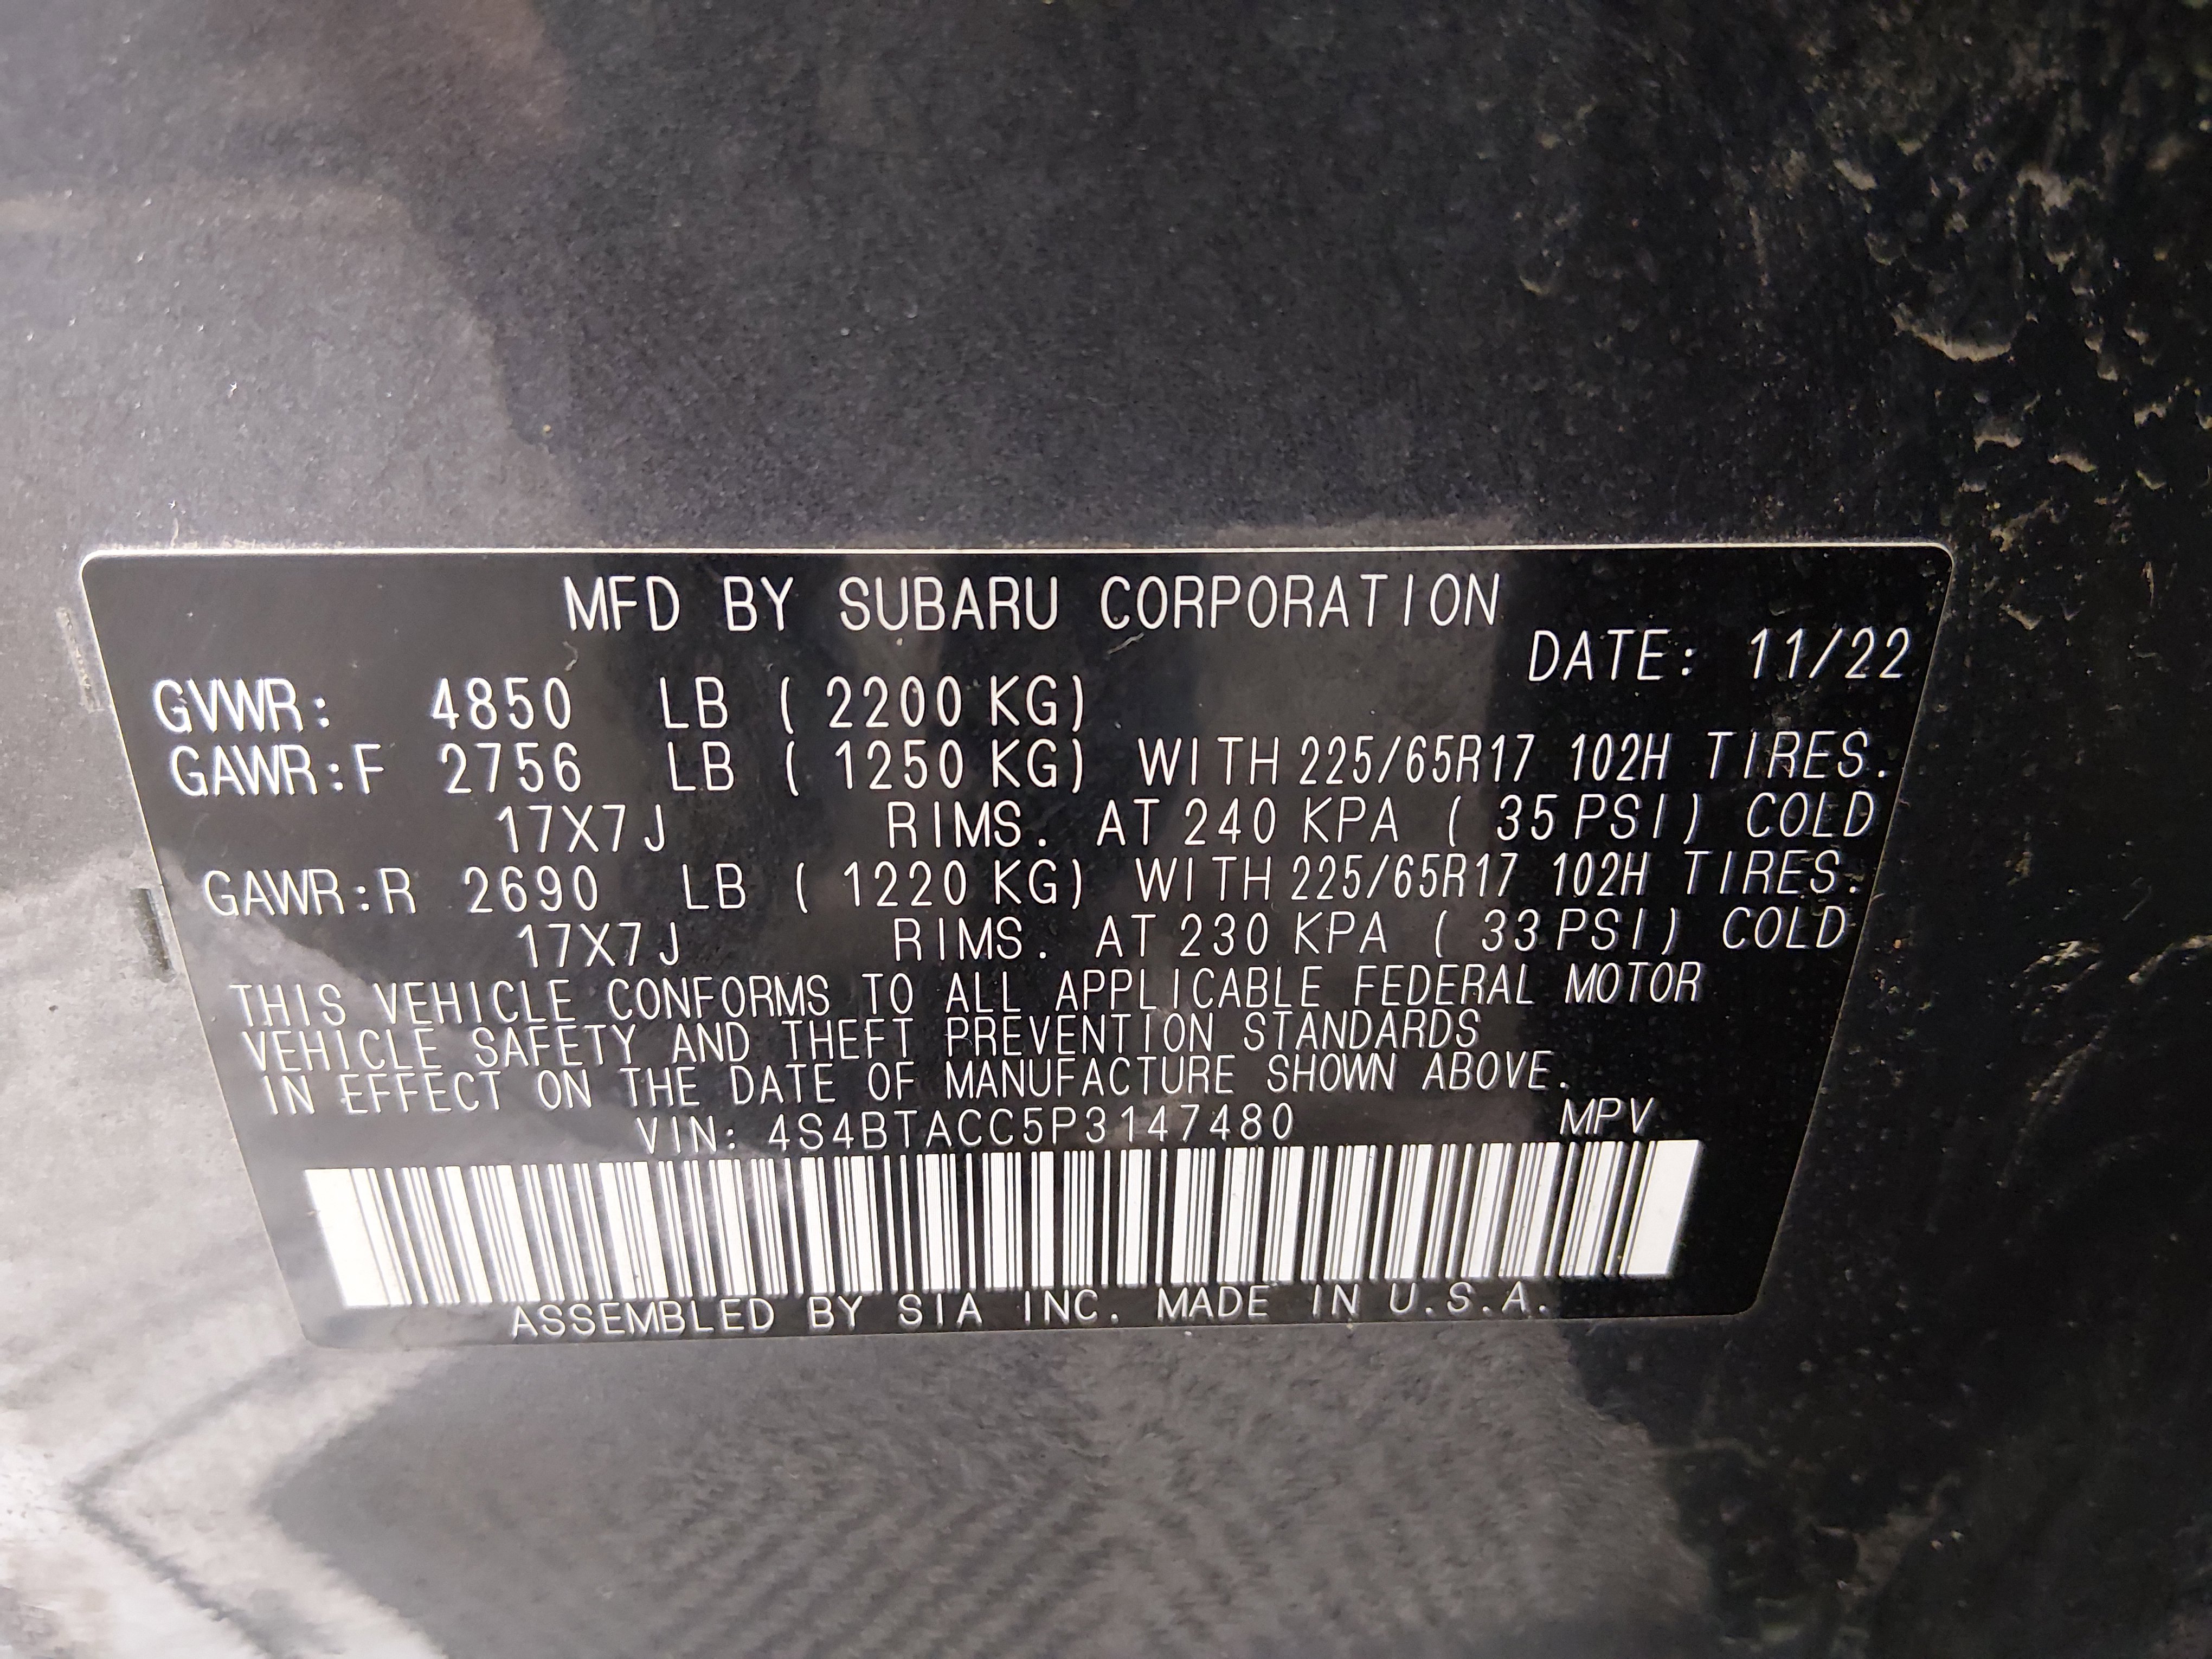 MFD BY SUBARU CORPORATION
DATE: 11/22
GVWR: 4850 LB ( 2200 KG)
GAWR:F 2756 LB ( 1250 KG) WITH 225/65R17 102H TIRES.
17X7J RIMS. AT 240 KPA ( 35 PSI) COLD
GAWR:R 2690 LB ( 1220 KG) WITH 225/65R17 102H TIRES.
17X7J RIMS. AT 230 KPA ( 33 PSI) COLD
THIS VEHICLE CONFORMS TO ALL APPLICABLE FEDERAL MOTOR
VEHICLE SAFETY AND THEFT PREVENTION STANDARDS
IN EFFECT ON THE DATE OF MANUFACTURE SHOWN ABOVE.
VIN: 4S4BTACC5P3147480 MPV
ASSEMBLED BY SIA INC. MADE IN U.S.A.